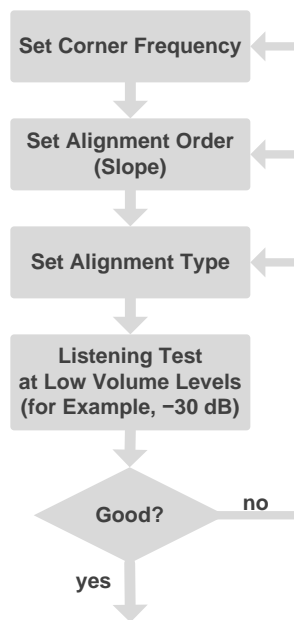 Set Corner Frequency
Set Alignment Order
(Slope)
Set Alignment Type
Listening Test
at Low Volume Levels
(for Example, −30 dB)
Good?
no
yes